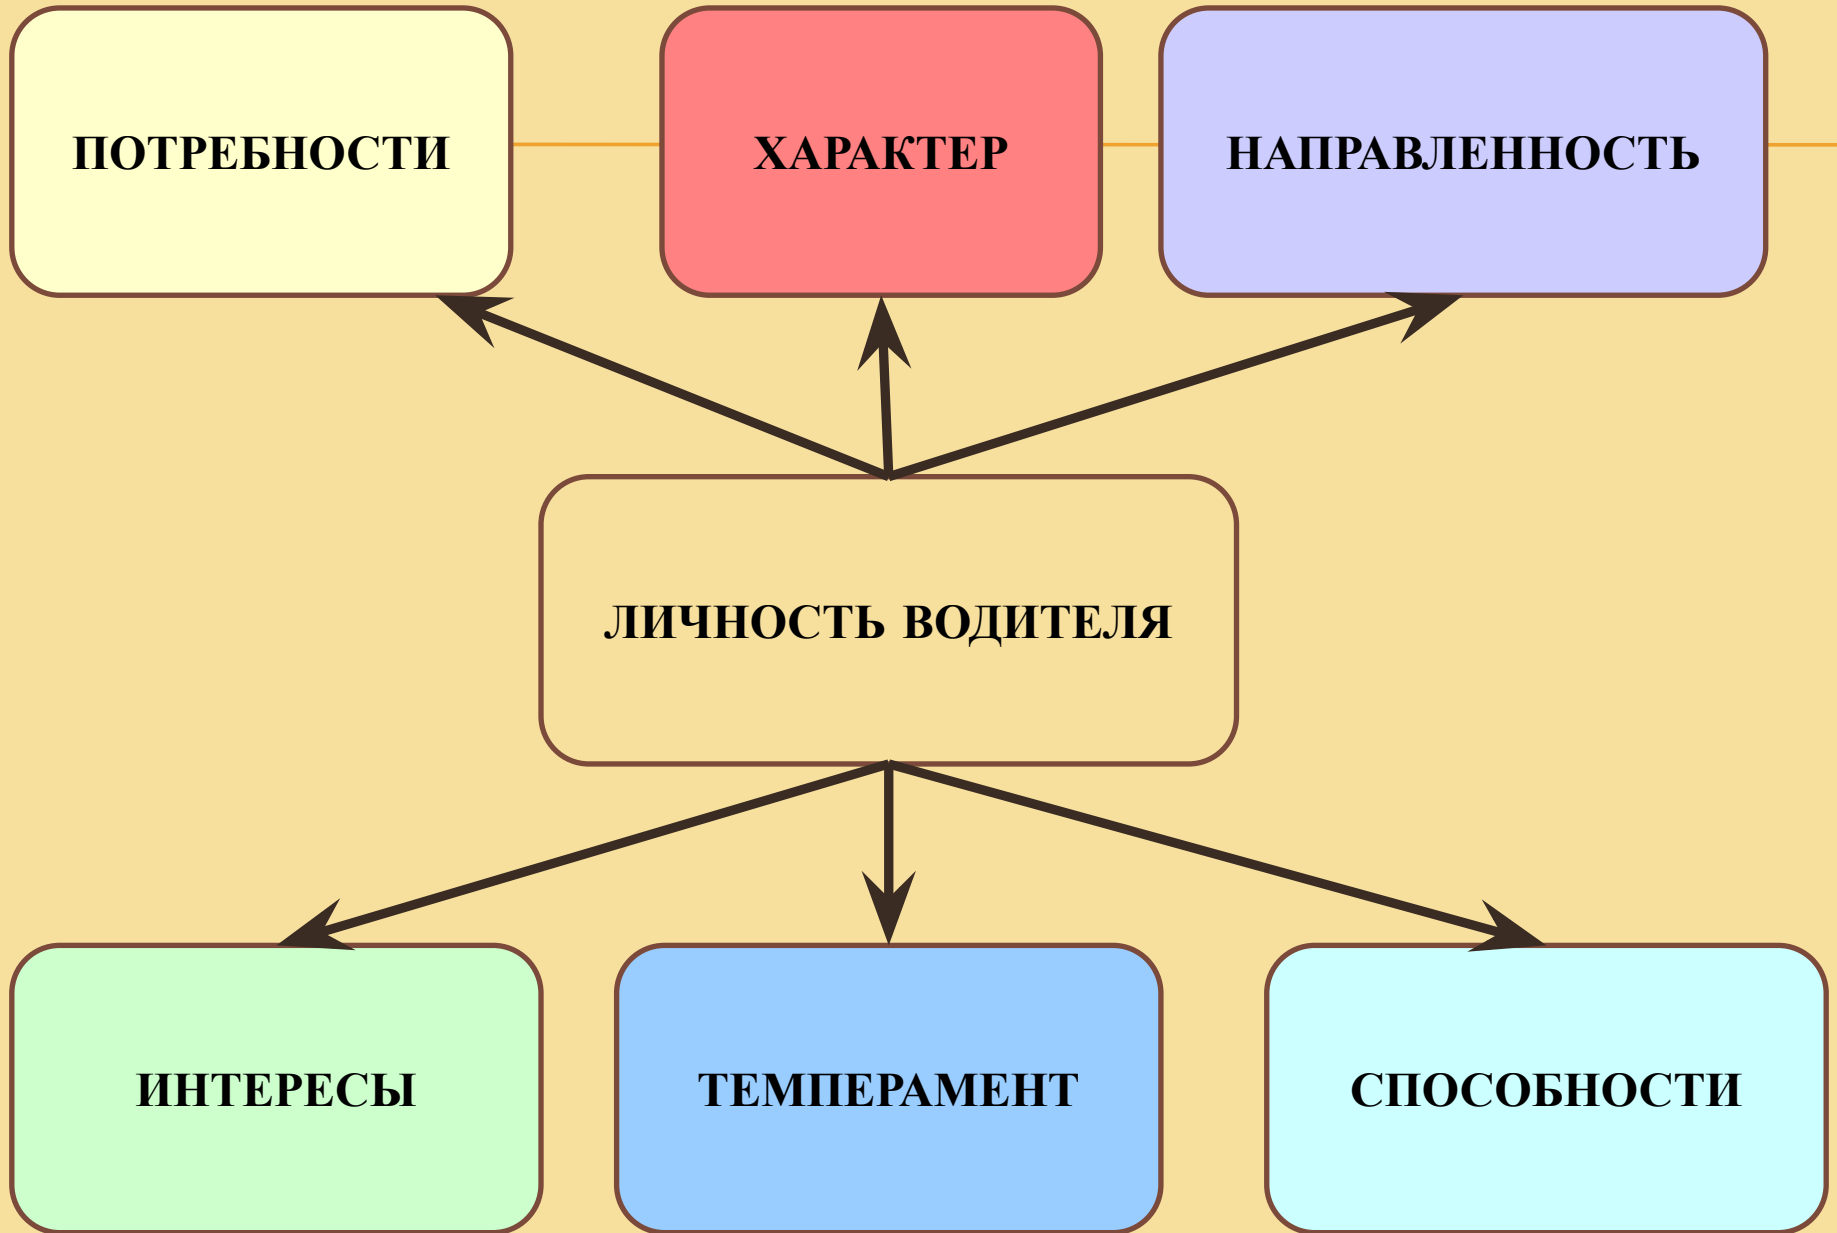 ПОТРЕБНОСТИ
ХАРАКТЕР
НАПРАВЛЕННОСТЬ
ЛИЧНОСТЬ ВОДИТЕЛЯ
ИНТЕРЕСЫ
ТЕМПЕРАМЕНТ
СПОСОБНОСТИ